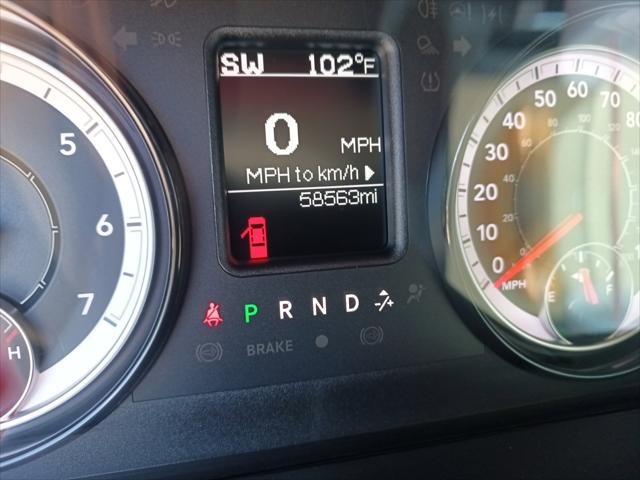 SW 102°F
0 MPH
MPH to km/h
58563mi
P R N D -/+
BRAKE
5
6
7
H
0
10
20
30
40
50
60
70
80
MPH
E F